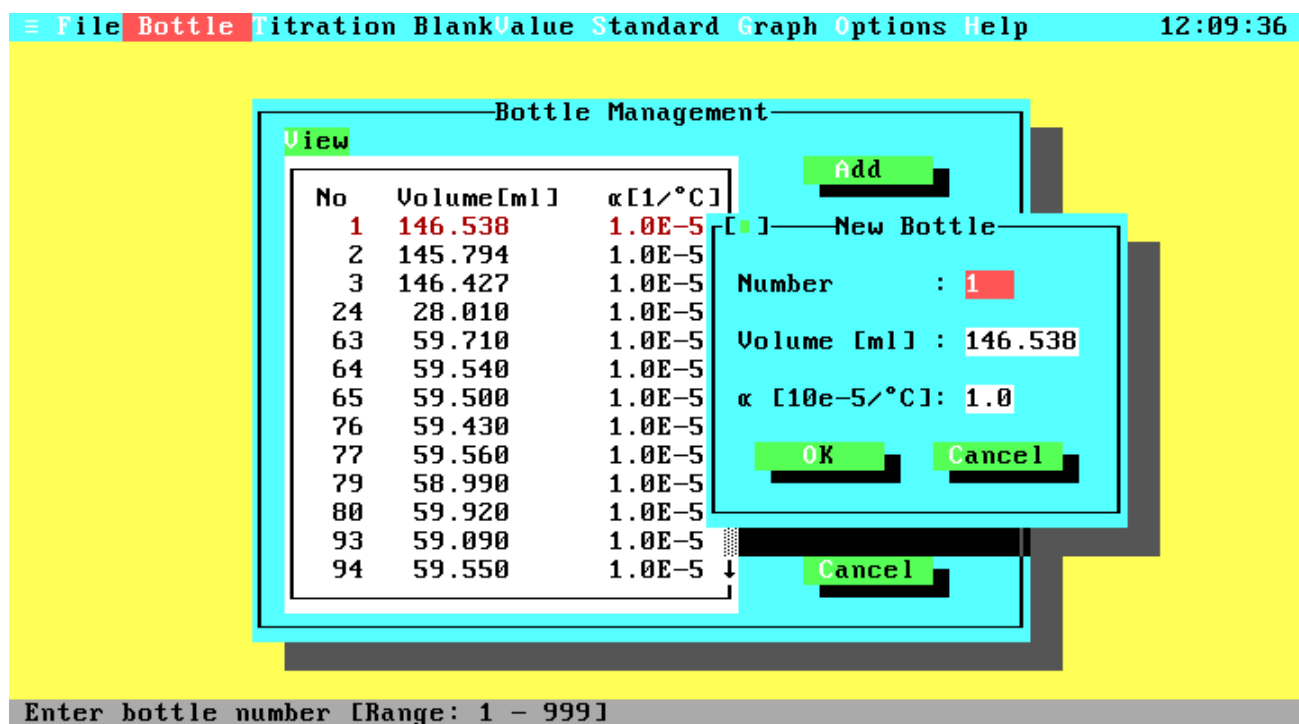 ≡ File Bottle Titration BlankValue Standard Graph Options Help 12:09:36
Bottle Management
View
Add
No Volume[ml] α[1/°C]
1 146.538 1.0E-5
2 145.794 1.0E-5
3 146.427 1.0E-5
24 28.010 1.0E-5
63 59.710 1.0E-5
64 59.540 1.0E-5
65 59.500 1.0E-5
76 59.430 1.0E-5
77 59.560 1.0E-5
79 58.990 1.0E-5
80 59.920 1.0E-5
93 59.090 1.0E-5
94 59.550 1.0E-5 ↓
[■] New Bottle
Number : 1
Volume [ml] : 146.538
α [10e-5/°C]: 1.0
OK Cancel
Cancel
Enter bottle number [Range: 1 - 999]